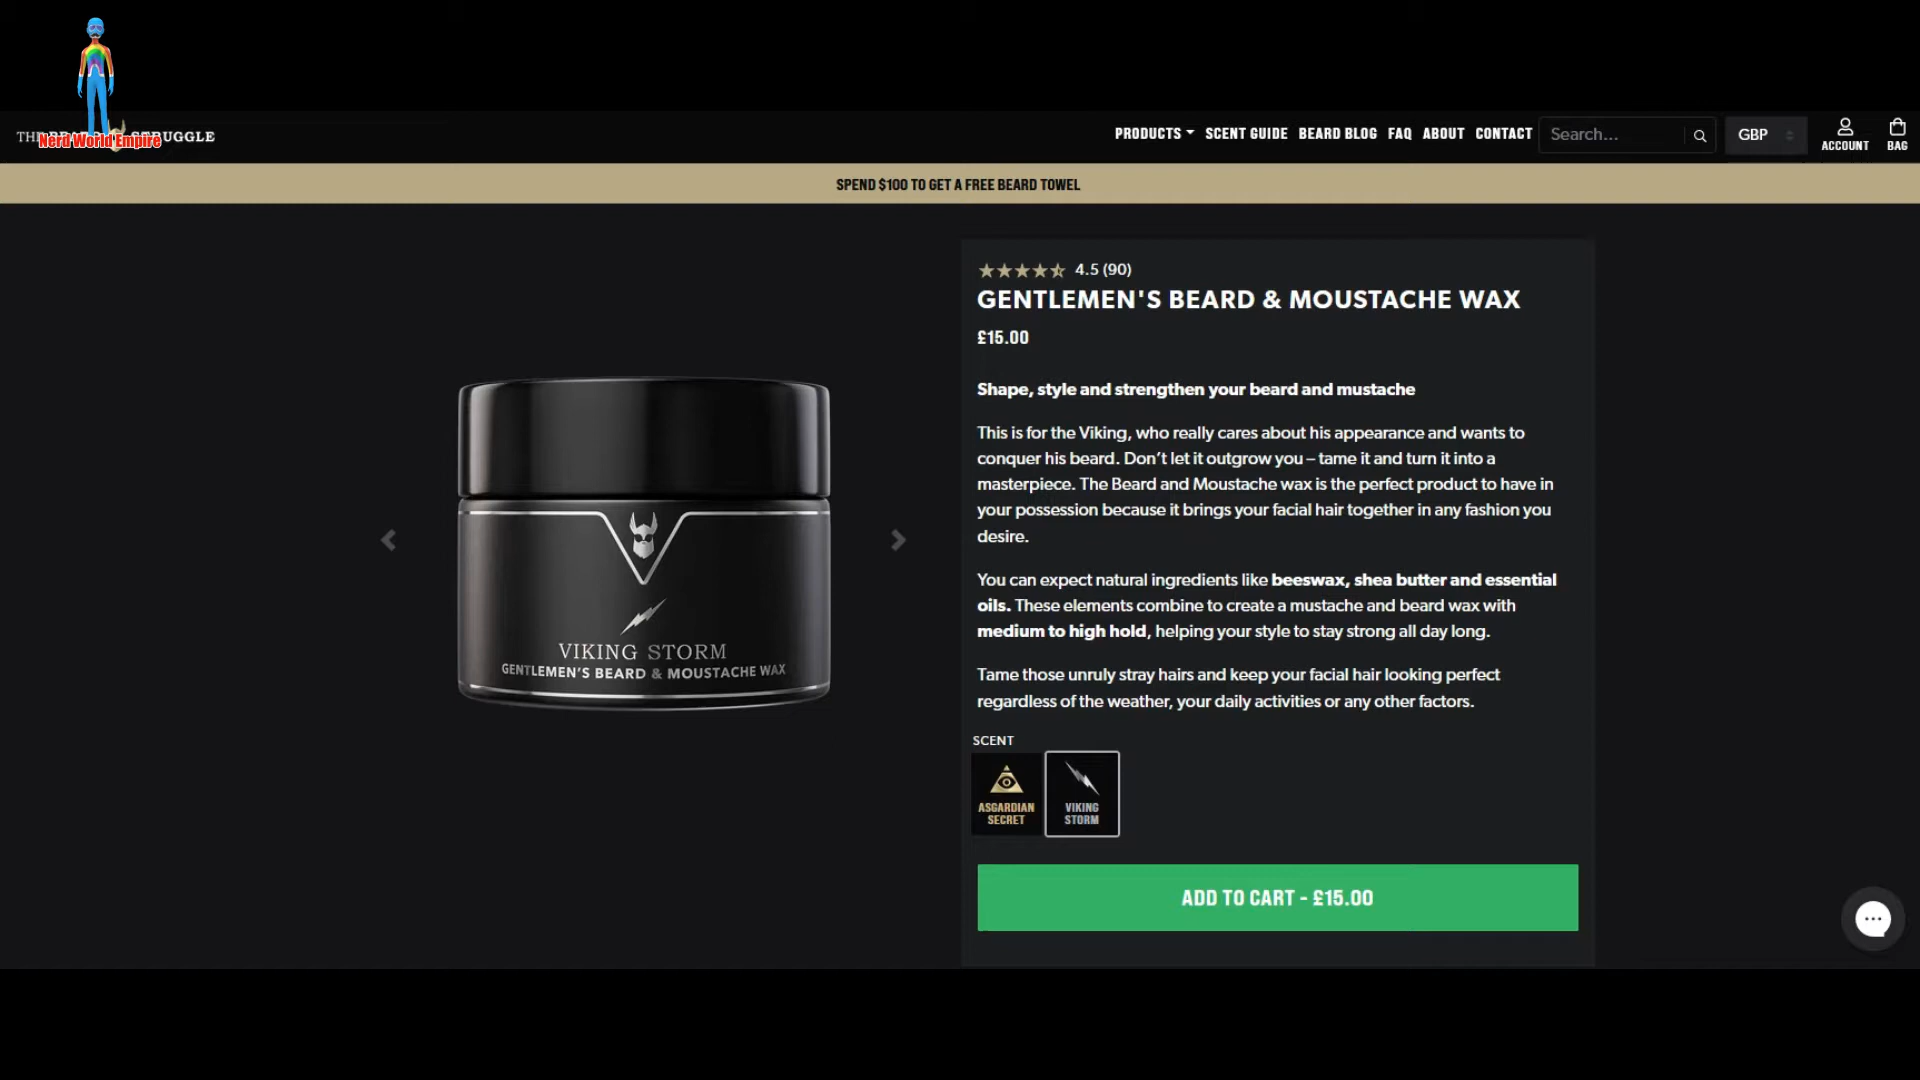 THE BEARD STRUGGLE
Nerd World Empire
PRODUCTS SCENT GUIDE BEARD BLOG FAQ ABOUT CONTACT Search... GBP ACCOUNT BAG
SPEND $100 TO GET A FREE BEARD TOWEL
4.5 (90)
GENTLEMEN'S BEARD & MOUSTACHE WAX
£15.00
Shape, style and strengthen your beard and mustache
This is for the Viking, who really cares about his appearance and wants to
conquer his beard. Don’t let it outgrow you – tame it and turn it into a
masterpiece. The Beard and Moustache wax is the perfect product to have in
your possession because it brings your facial hair together in any fashion you
desire.
You can expect natural ingredients like beeswax, shea butter and essential
oils. These elements combine to create a mustache and beard wax with
medium to high hold, helping your style to stay strong all day long.
Tame those unruly stray hairs and keep your facial hair looking perfect
regardless of the weather, your daily activities or any other factors.
SCENT
ASGARDIAN
SECRET
VIKING
STORM
ADD TO CART - £15.00
VIKING STORM
GENTLEMEN'S BEARD & MOUSTACHE WAX